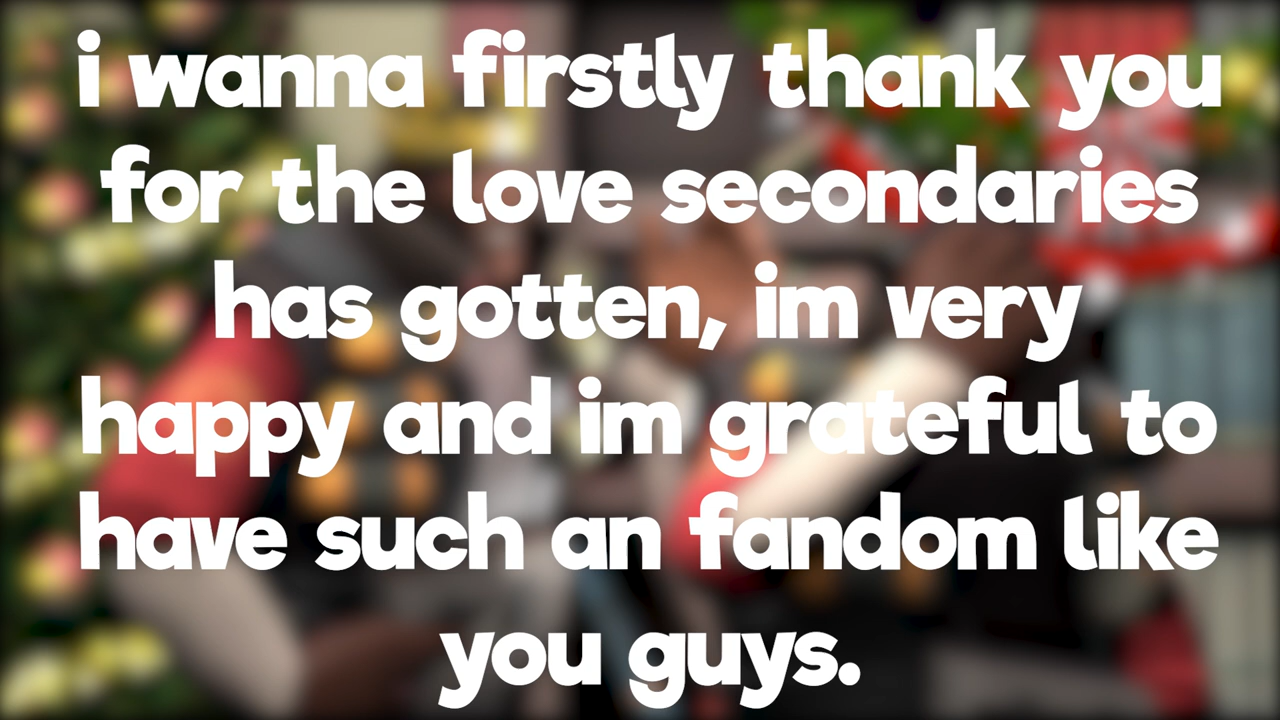 i wanna firstly thank you
for the love secondaries
has gotten, im very
happy and im grateful to
have such an fandom like
you guys.